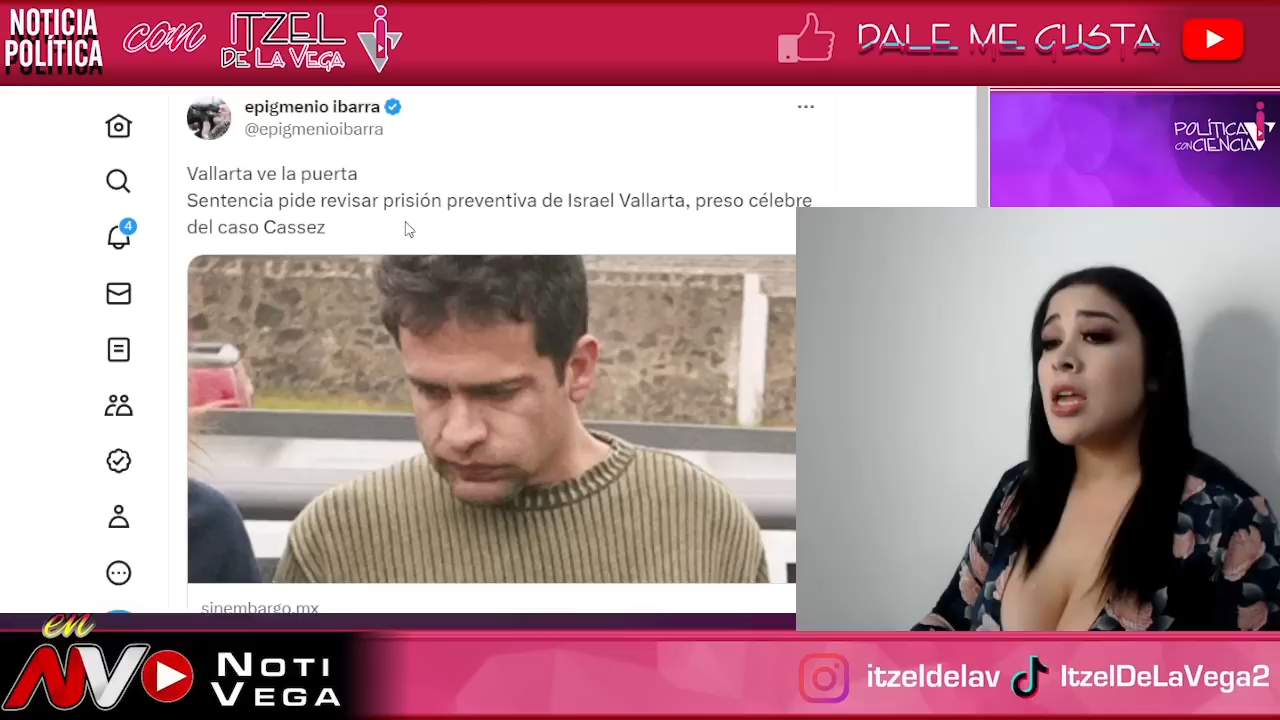 NOTICIA
POLÍTICA
con
ITZEL
DE LA VEGA
DALE ME GUSTA
epigmenio ibarra
@epigmenioibarra
Vallarta ve la puerta
Sentencia pide revisar prisión preventiva de Israel Vallarta, preso célebre
del caso Cassez
4
sinembargo.mx
POLÍTICA
CON CIENCIA
en
NV
NOTI
VEGA
itzeldelav
ItzelDeLaVega2